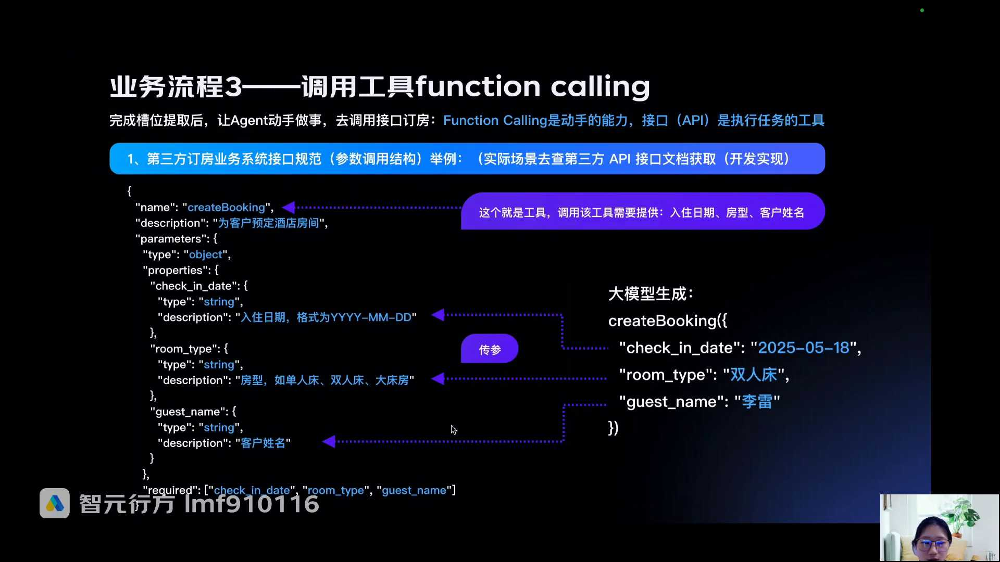 业务流程3——调用工具function calling
完成槽位提取后，让Agent动手做事，去调用接口订房：Function Calling是动手的能力，接口（API）是执行任务的工具
1、第三方订房业务系统接口规范（参数调用结构）举例：（实际场景去查第三方 API 接口文档获取（开发实现）
{
"name": "createBooking",
这个就是工具，调用该工具需要提供：入住日期、房型、客户姓名
"description": "为客户预定酒店房间",
"parameters": {
"type": "object",
"properties": {
"check_in_date": {
"type": "string",
"description": "入住日期，格式为YYYY-MM-DD"
},
"room_type": {
"type": "string",
"description": "房型，如单人床、双人床、大床房"
},
"guest_name": {
"type": "string",
"description": "客户姓名"
}
},
"required": ["check_in_date", "room_type", "guest_name"]
}
传参
大模型生成：
createBooking({
"check_in_date": "2025-05-18",
"room_type": "双人床",
"guest_name": "李雷"
})
智元行方 lmf910116